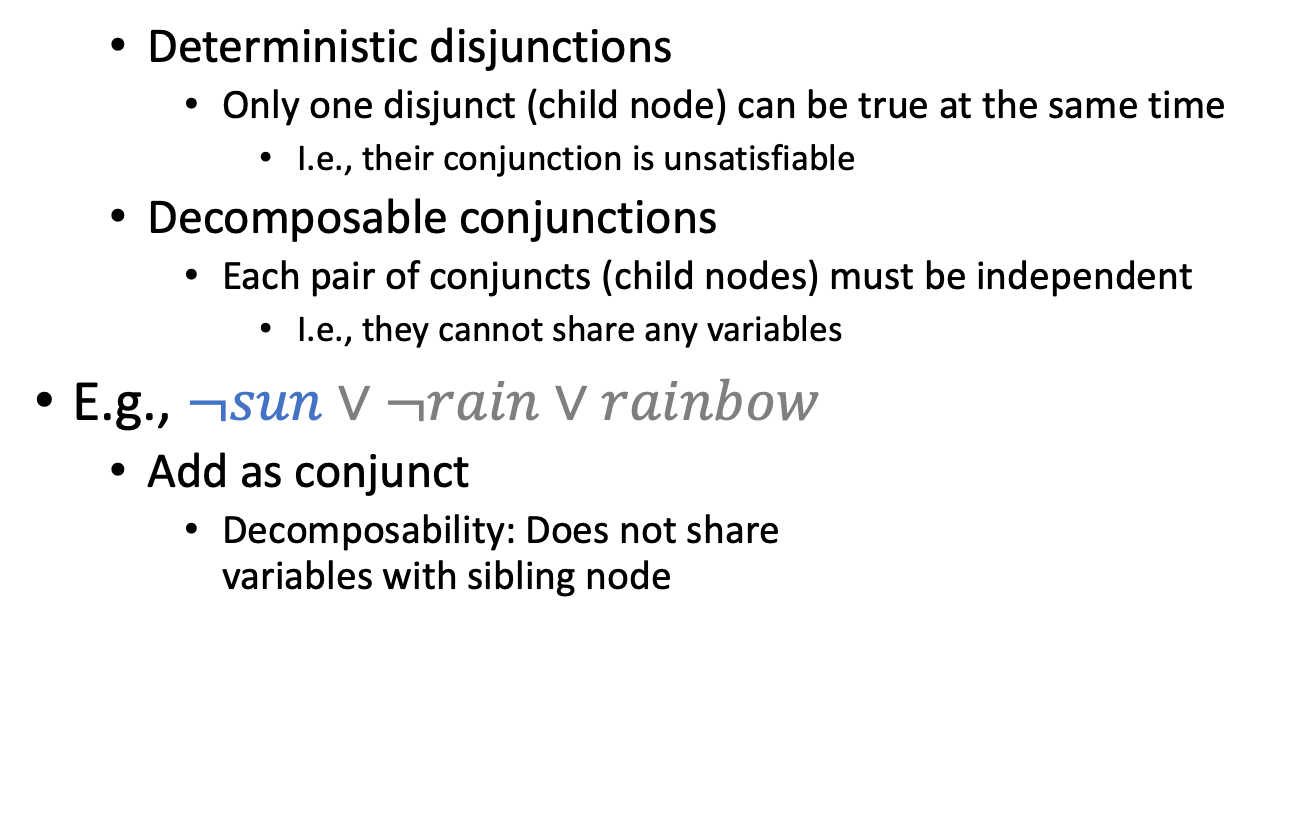 • Deterministic disjunctions
• Only one disjunct (child node) can be true at the same time
• I.e., their conjunction is unsatisfiable
• Decomposable conjunctions
• Each pair of conjuncts (child nodes) must be independent
• I.e., they cannot share any variables
• E.g., ¬sun ∨ ¬rain ∨ rainbow
• Add as conjunct
• Decomposability: Does not share
variables with sibling node